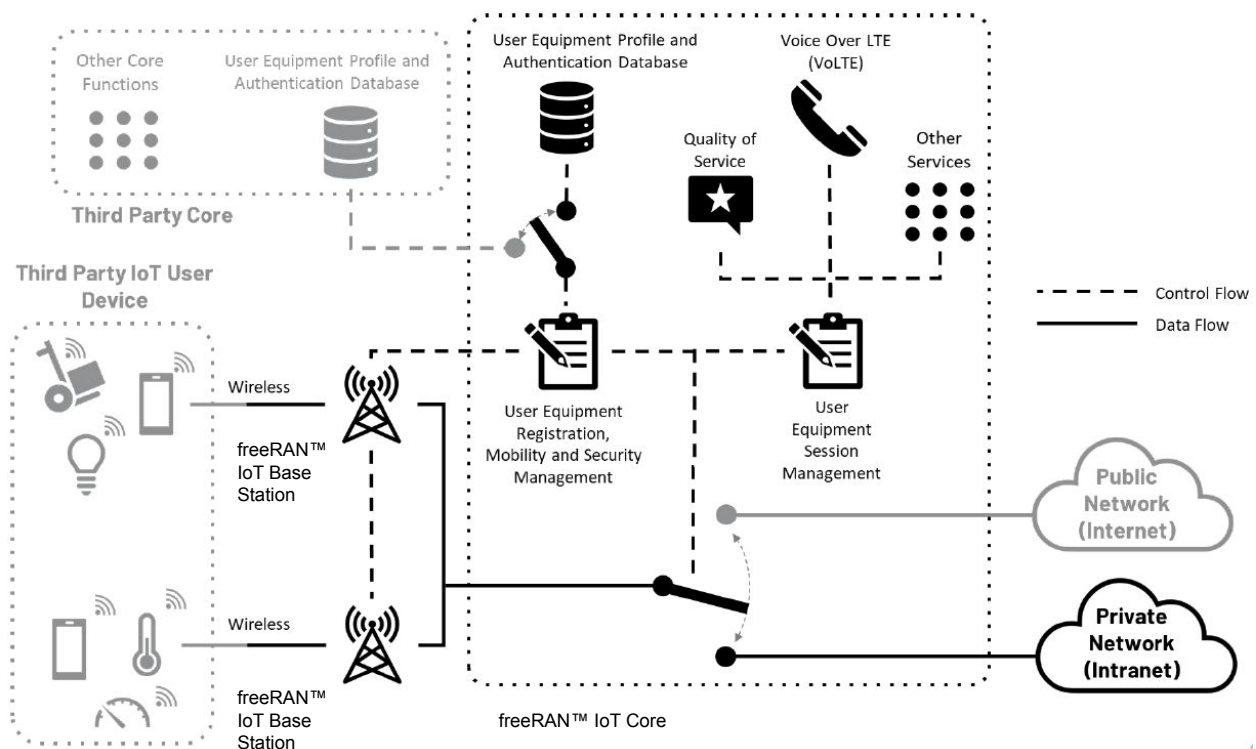 Other Core
Functions
User Equipment Profile and
Authentication Database
Third Party Core
User Equipment Profile and
Authentication Database
Voice Over LTE
(VoLTE)
Quality of
Service
Other
Services
Third Party IoT User
Device
Control Flow
Data Flow
Wireless
freeRAN™
IoT Base
Station
User Equipment
Registration,
Mobility and Security
Management
User
Equipment
Session
Management
Public
Network
(Internet)
Wireless
freeRAN™
IoT Base
Station
Private
Network
(Intranet)
freeRAN™ IoT Core